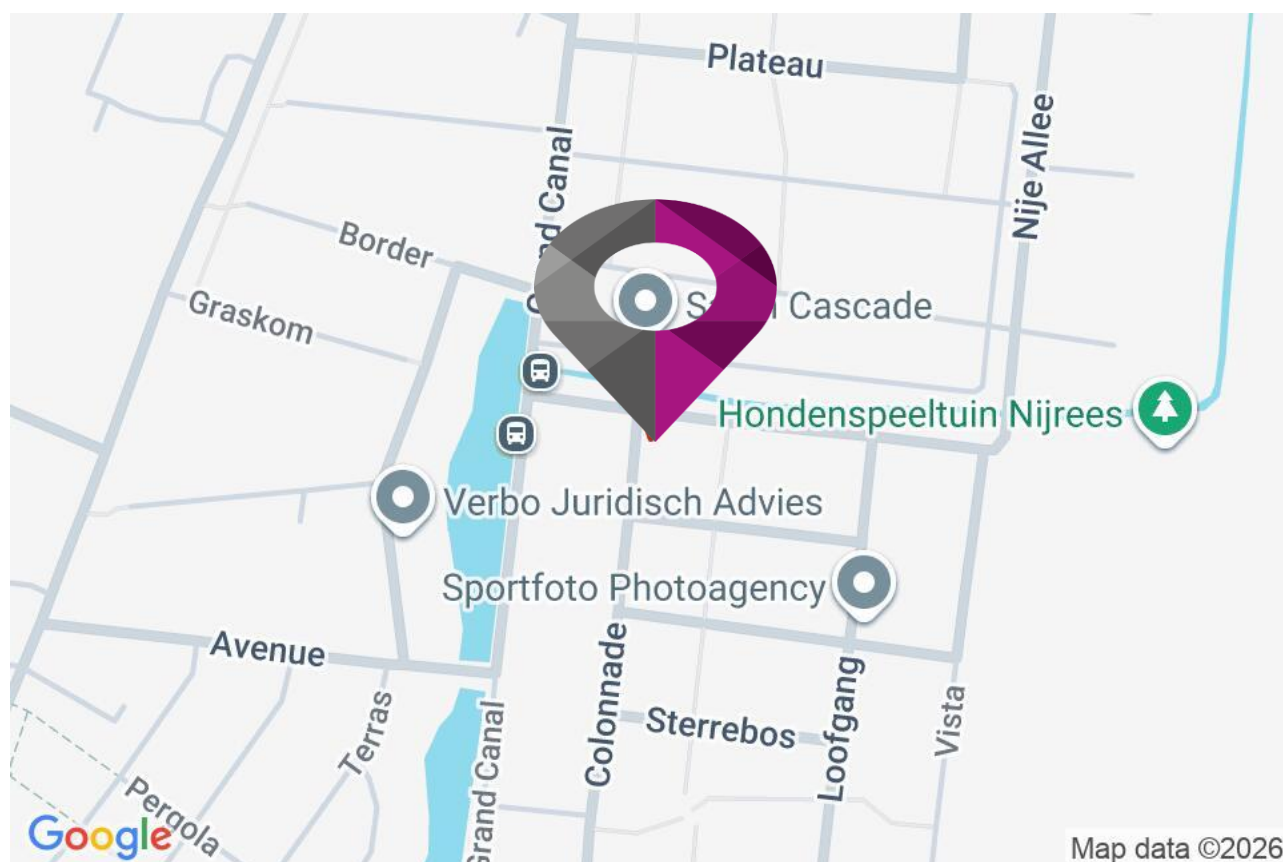 Plateau
Nije Allee
Canal
Border
Cascade
Graskom
Hondenspeeltuin Nijrees
Verbo Juridisch Advies
Sportfoto Photoagency
Avenue
Colonnade
Loofgang
Vista
Sterrebos
Terras
Grand Canal
Pergola
Google
Map data ©2026